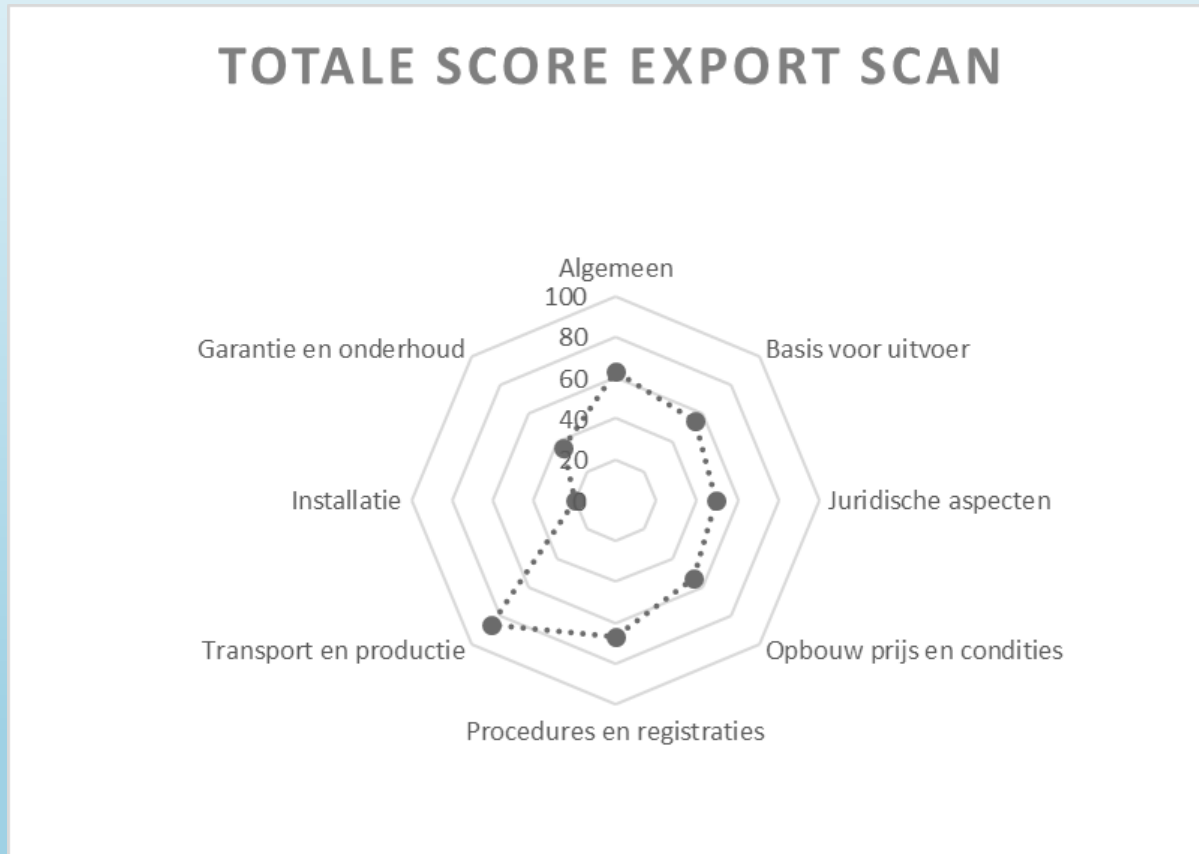 TOTALE SCORE EXPORT SCAN
Algemeen
100
80
60
40
20
0
Basis voor uitvoer
Juridische aspecten
Opbouw prijs en condities
Procedures en registraties
Transport en productie
Installatie
Garantie en onderhoud